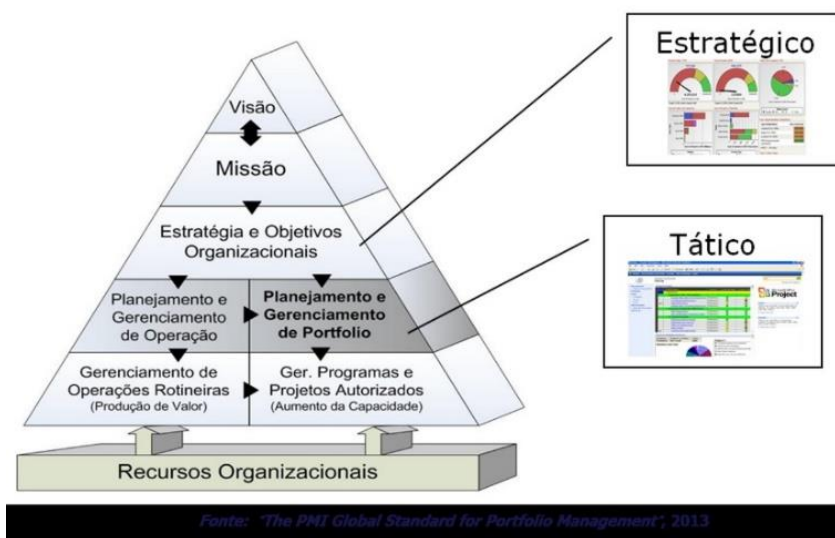 Estratégico
Visão
Missão
Estratégia e Objetivos
Organizacionais
Tático
Planejamento e
Gerenciamento
de Operação
Planejamento e
Gerenciamento
de Portfolio
Project
Gerenciamento de
Operações Rotineiras
(Produção de Valor)
Ger. Programas e
Projetos Autorizados
(Aumento da Capacidade)
Recursos Organizacionais
Fonte: "The PMI Global Standard for Portfolio Management", 2013